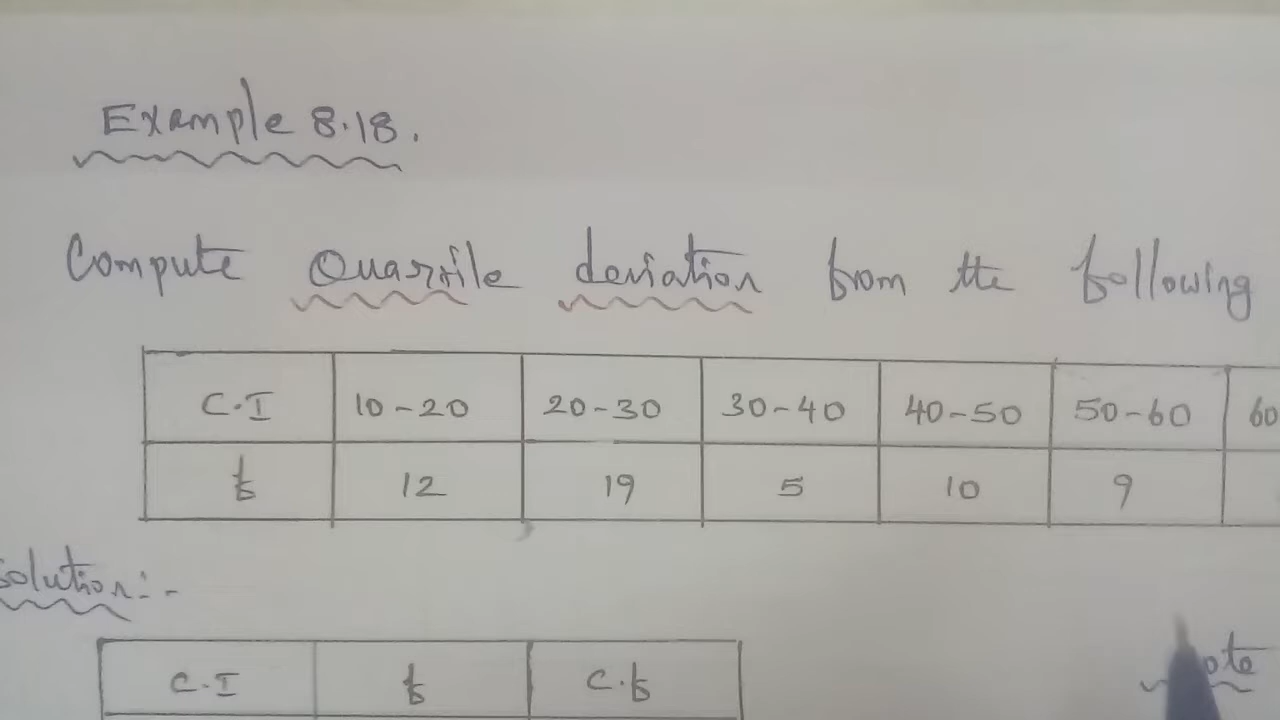 Example 8.18.
Compute Quartile deviation from the following
C.I 10-20 20-30 30-40 40-50 50-60 60
f 12 19 5 10 9
Solution:-
C.I f C.f